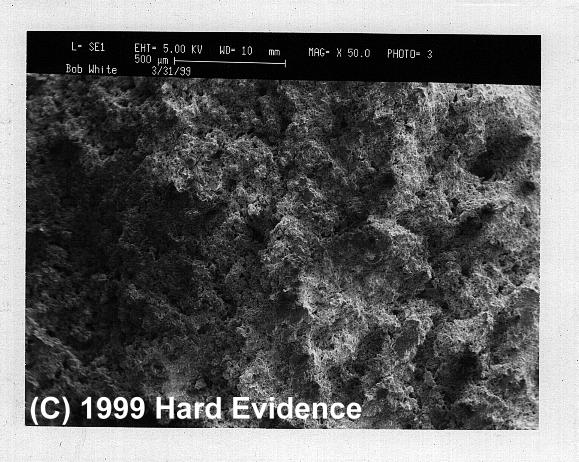 L= SE1 EHT= 5.00 KV WD= 10 mm MAG= X 50.0 PHOTO= 3
500 µm
Bob White 3/31/99
(C) 1999 Hard Evidence